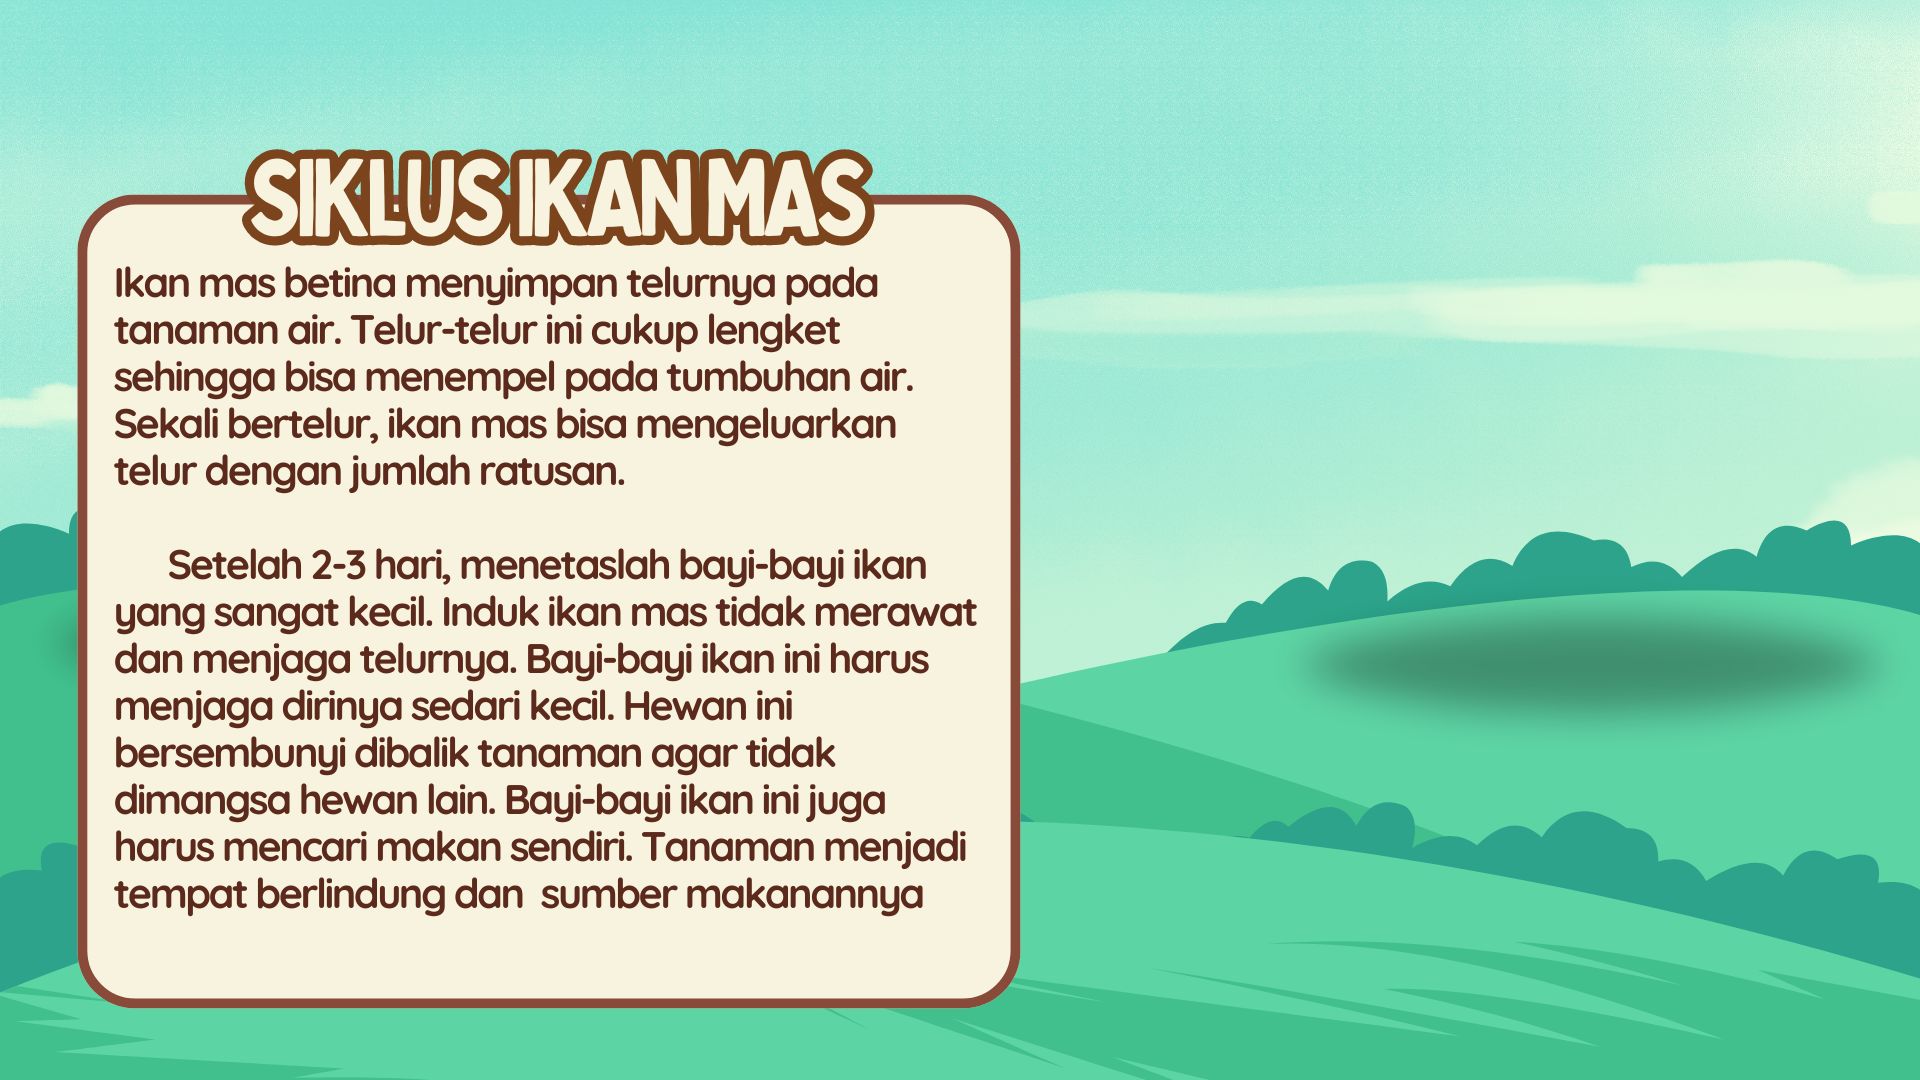 SIKLUS IKAN MAS
Ikan mas betina menyimpan telurnya pada
tanaman air. Telur-telur ini cukup lengket
sehingga bisa menempel pada tumbuhan air.
Sekali bertelur, ikan mas bisa mengeluarkan
telur dengan jumlah ratusan.
Setelah 2-3 hari, menetaslah bayi-bayi ikan
yang sangat kecil. Induk ikan mas tidak merawat
dan menjaga telurnya. Bayi-bayi ikan ini harus
menjaga dirinya sedari kecil. Hewan ini
bersembunyi dibalik tanaman agar tidak
dimangsa hewan lain. Bayi-bayi ikan ini juga
harus mencari makan sendiri. Tanaman menjadi
tempat berlindung dan  sumber makanannya